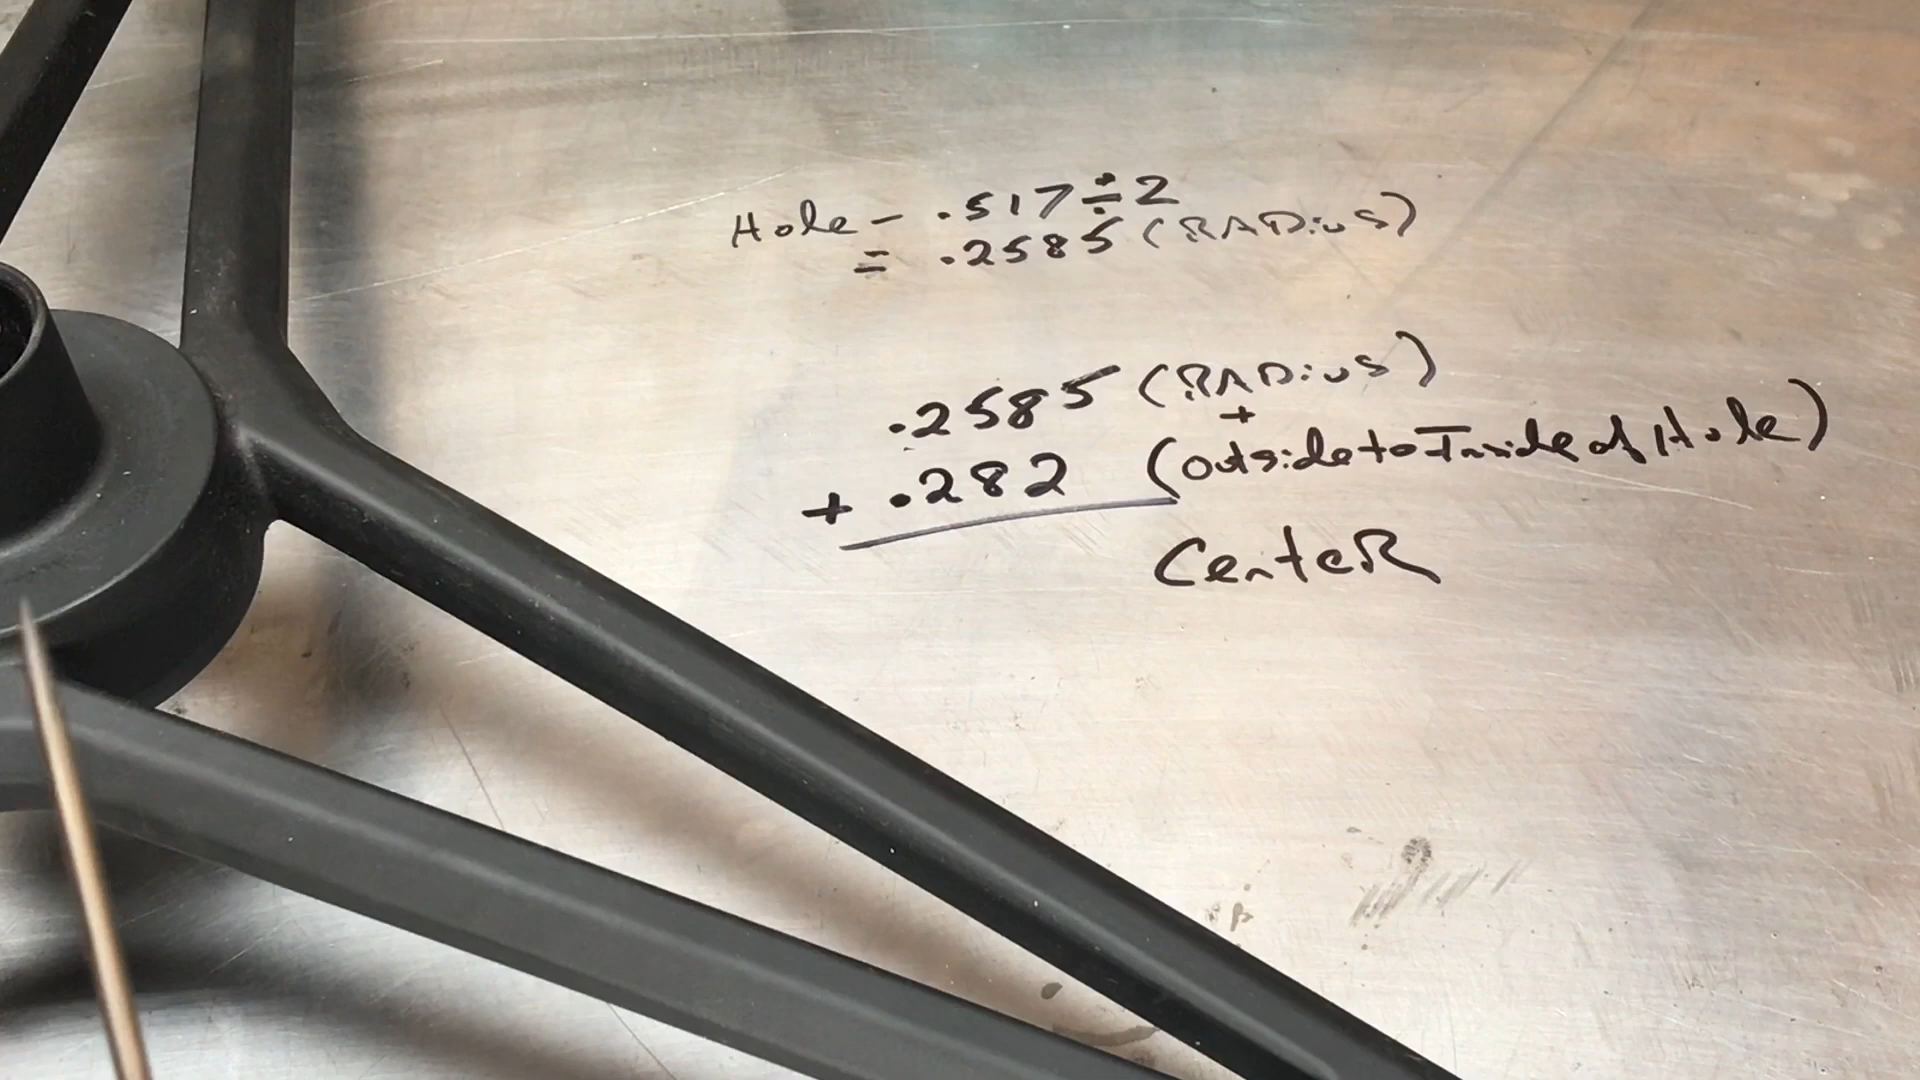 Hole - .517÷2
= .2585 (RADius)
.2585 (RADius)
+
+ .282 (Outside to Inside of Hole)
CenteR